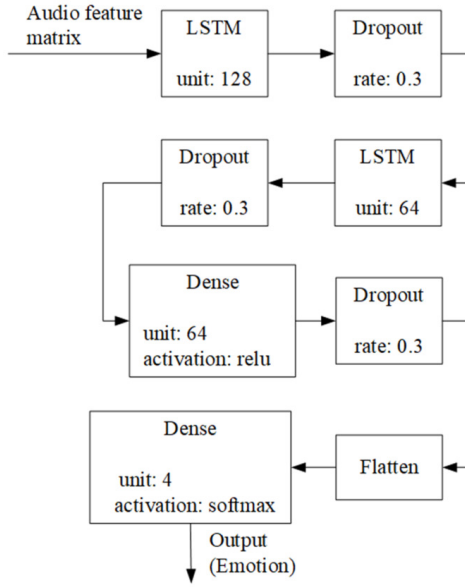 Audio feature
matrix
LSTM
unit: 128
Dropout
rate: 0.3
LSTM
unit: 64
Dropout
rate: 0.3
Dense
unit: 64
activation: relu
Dropout
rate: 0.3
Flatten
Dense
unit: 4
activation: softmax
Output
(Emotion)